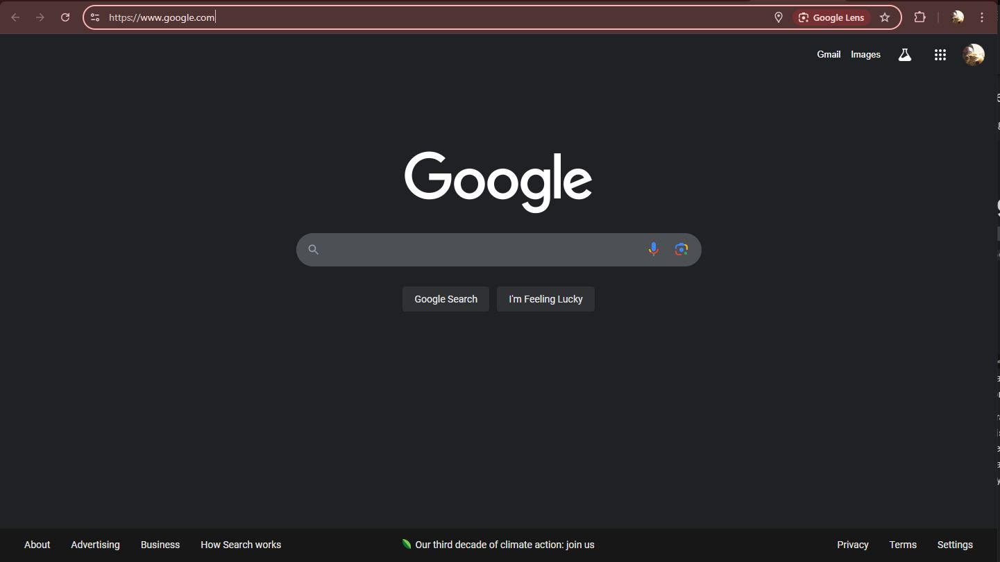 https://www.google.com
Google Lens
Gmail
Images
Google
Google Search
I'm Feeling Lucky
About
Advertising
Business
How Search works
Our third decade of climate action: join us
Privacy
Terms
Settings